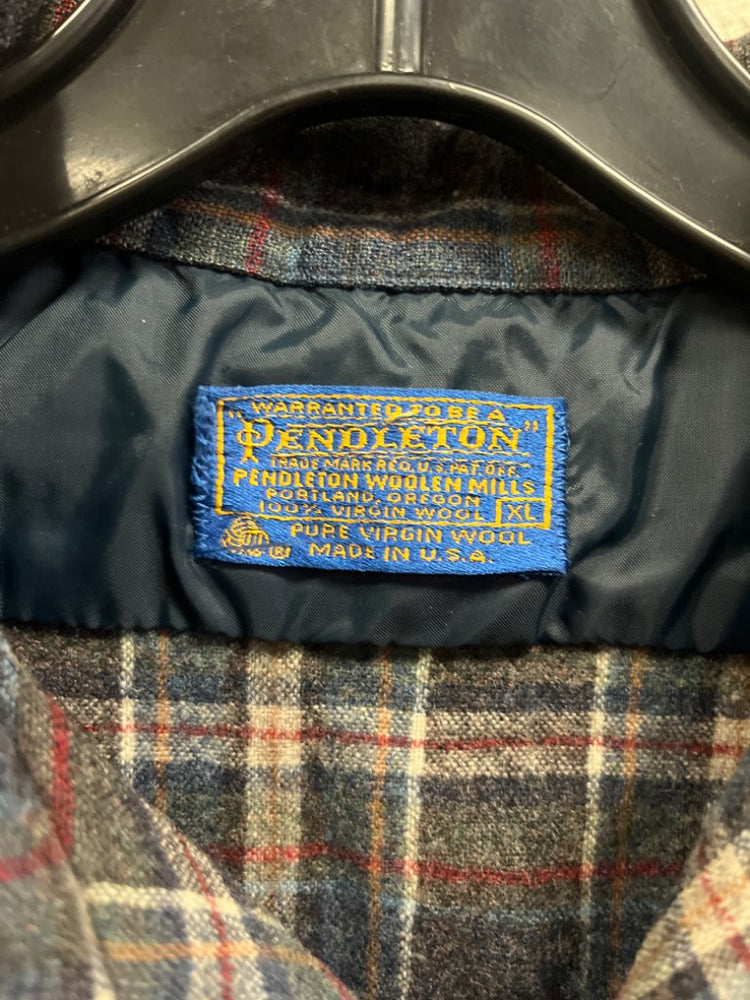 "WARRANTED TO BE A
PENDLETON"
TRADE MARK REG. U.S. PAT. OFF.
PENDLETON WOOLEN MILLS
PORTLAND, OREGON
100% VIRGIN WOOL XL
PURE VIRGIN WOOL
MADE IN U.S.A.